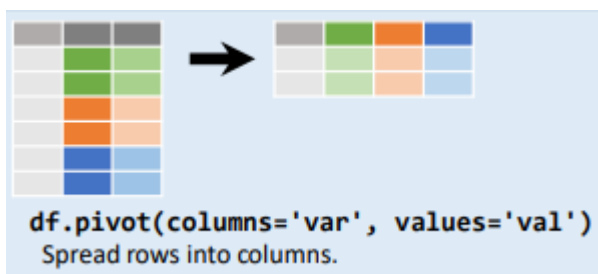 df.pivot(columns='var', values='val')
Spread rows into columns.